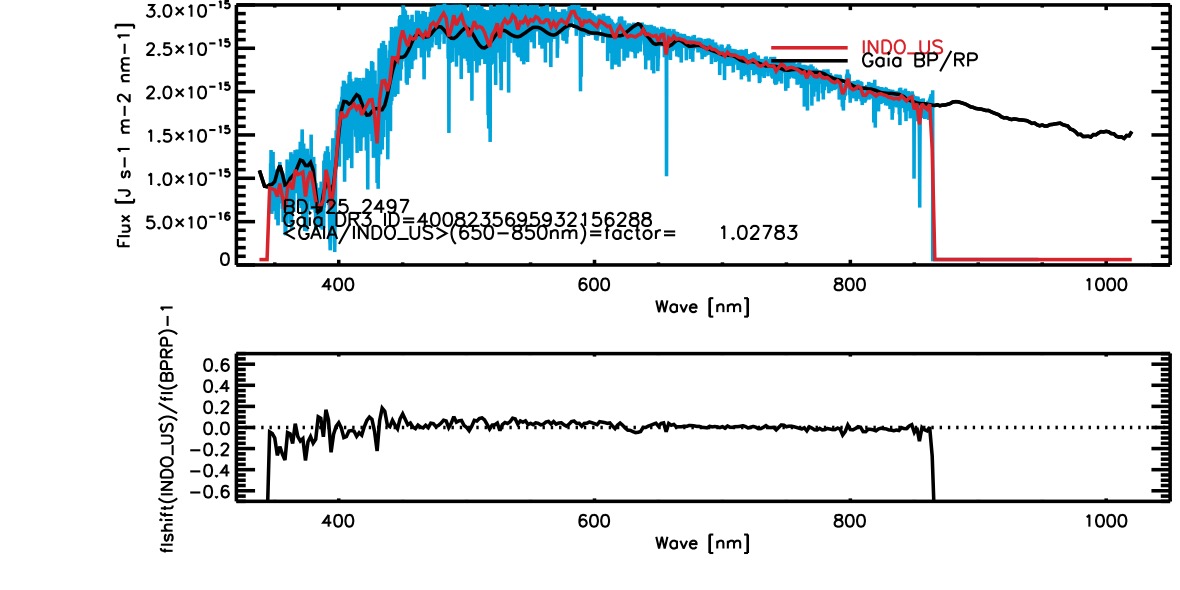 3.0×10−15
2.5×10−15
2.0×10−15
1.5×10−15
1.0×10−15
5.0×10−16
0
Flux [J s−1 m−2 nm−1]
INDO_US
Gaia BP/RP
BD+25_2497
Gaia DR3 ID=4008235695932156288
<GAIA/INDO_US>(650−850nm)=factor= 1.02783
400 600 800 1000
Wave [nm]
flshift(INDO_US)/fl(BPRP)−1
0.6
0.4
0.2
0.0
−0.2
−0.4
−0.6
400 600 800 1000
Wave [nm]